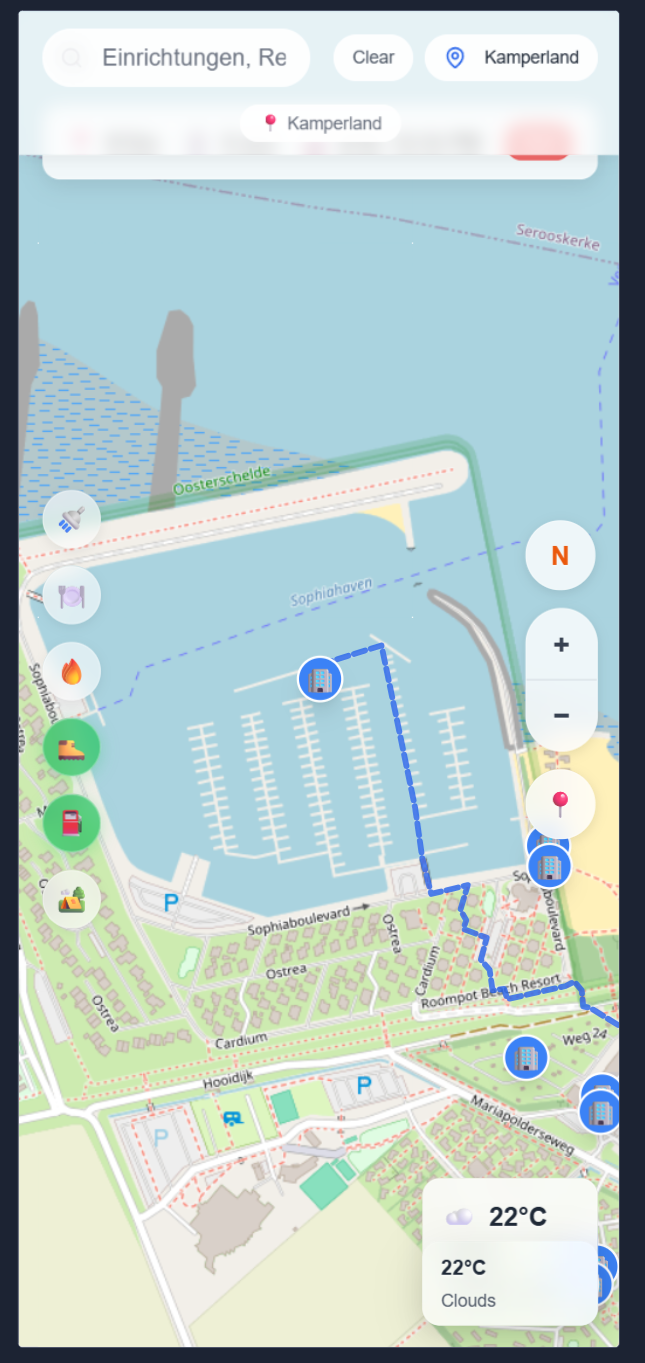 Einrichtungen, Re
Clear
Kamperland
Kamperland
Serooskerke
Oosterschelde
N
Sophiahaven
+
−
P
Sophiaboulevard
Ostrea
Cardium
Ostrea
Roompot Beach Resort
Ostrea
Cardium
Weg 24
Hooidijk
P
Mariapolderseweg
P
22°C
22°C
Clouds